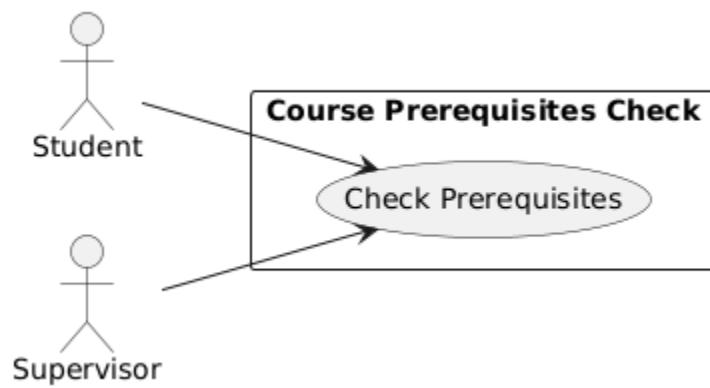 Student
Course Prerequisites Check
Check Prerequisites
Supervisor